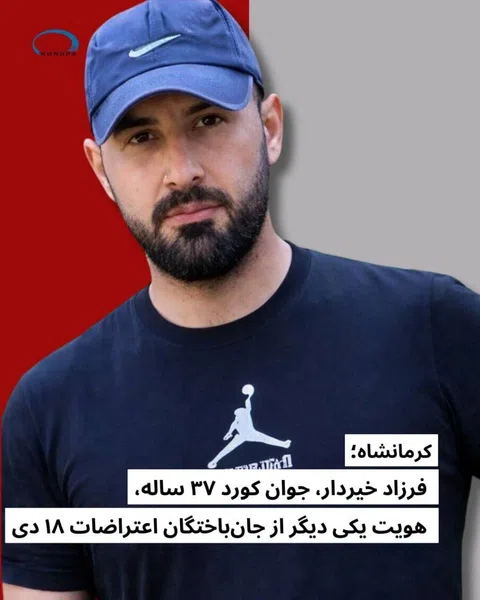 کرمانشاه؛
فرزاد خیردار، جوان کورد ۳۷ ساله،
هویت یکی دیگر از جان‌باختگان اعتراضات ۱۸ دی